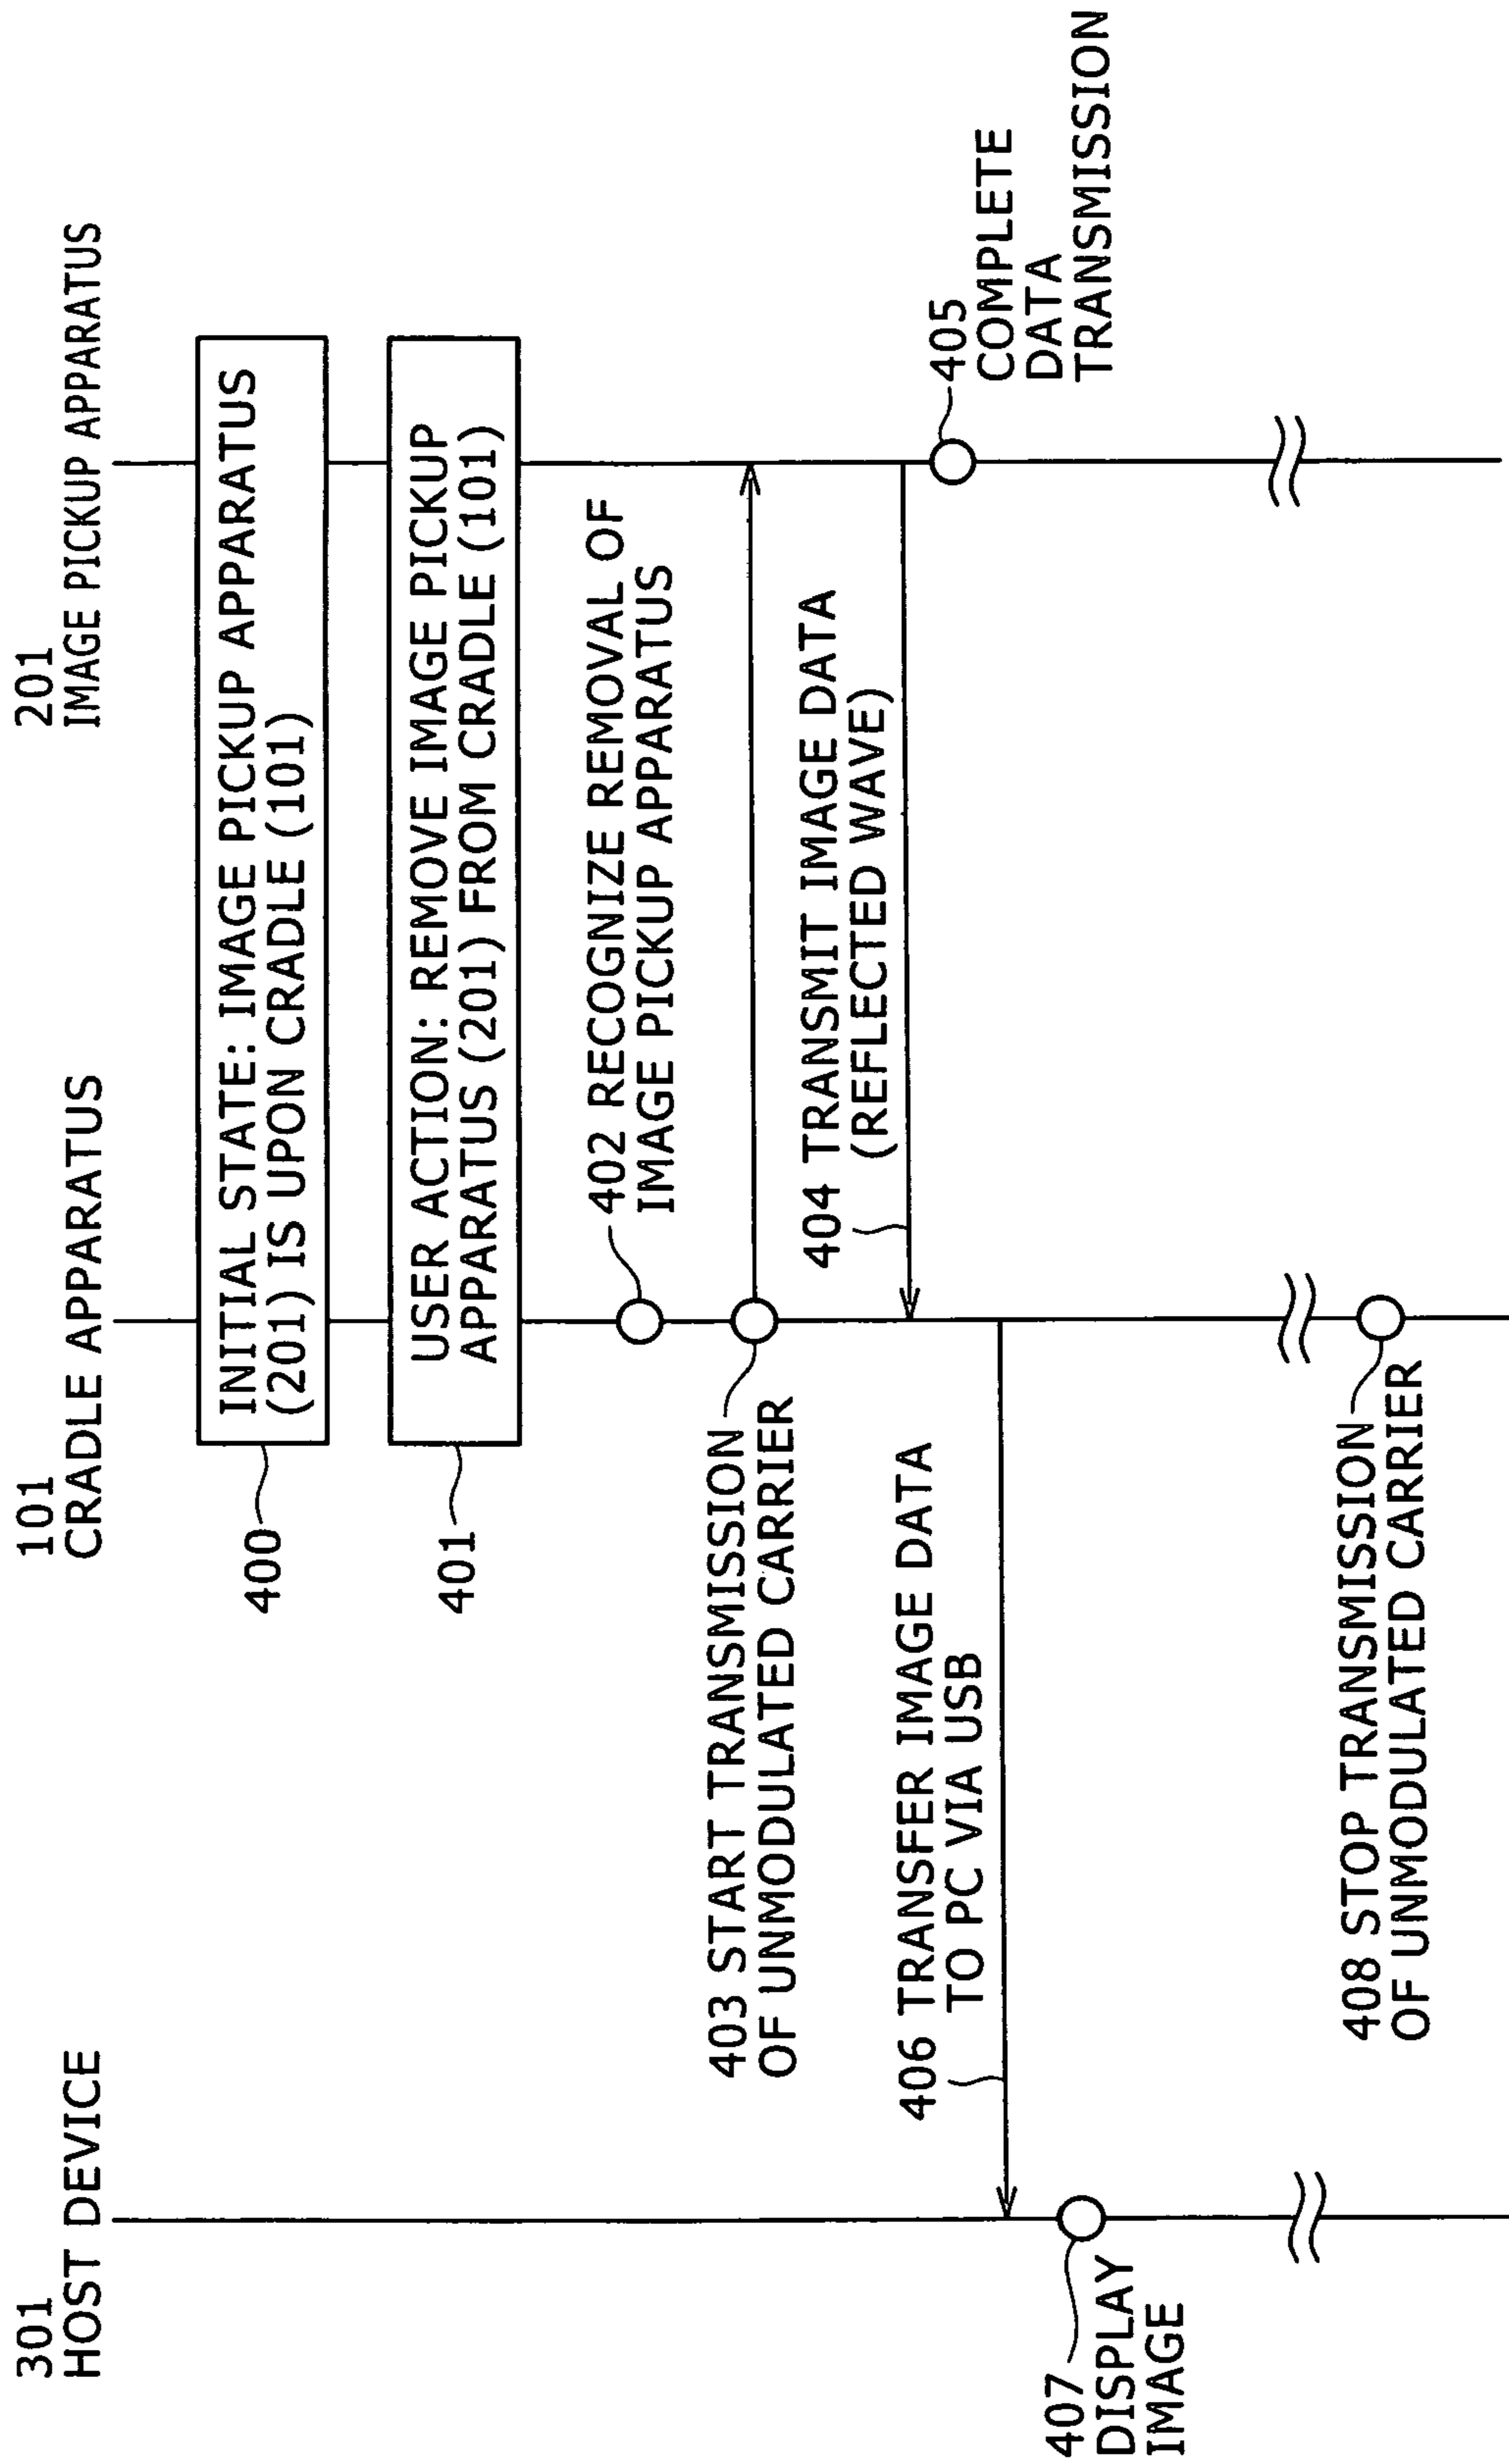 301
HOST DEVICE
101
CRADLE APPARATUS
201
IMAGE PICKUP APPARATUS
400
INITIAL STATE: IMAGE PICKUP APPARATUS
(201) IS UPON CRADLE (101)
401
USER ACTION: REMOVE IMAGE PICKUP
APPARATUS (201) FROM CRADLE (101)
402 RECOGNIZE REMOVAL OF
IMAGE PICKUP APPARATUS
403 START TRANSMISSION
OF UNMODULATED CARRIER
404 TRANSMIT IMAGE DATA
(REFLECTED WAVE)
405
COMPLETE
DATA
TRANSMISSION
406 TRANSFER IMAGE DATA
TO PC VIA USB
407
DISPLAY
IMAGE
408 STOP TRANSMISSION
OF UNMODULATED CARRIER